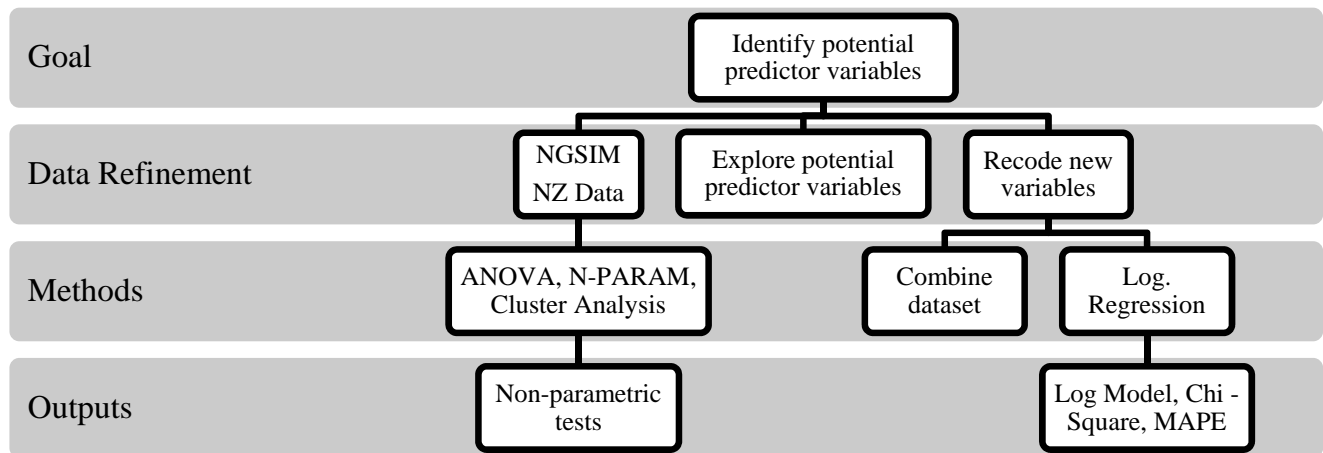 Goal
Identify potential
predictor variables
Data Refinement
NGSIM
NZ Data
Explore potential
predictor variables
Recode new
variables
Methods
ANOVA, N-PARAM,
Cluster Analysis
Combine
dataset
Log.
Regression
Outputs
Non-parametric
tests
Log Model, Chi -
Square, MAPE